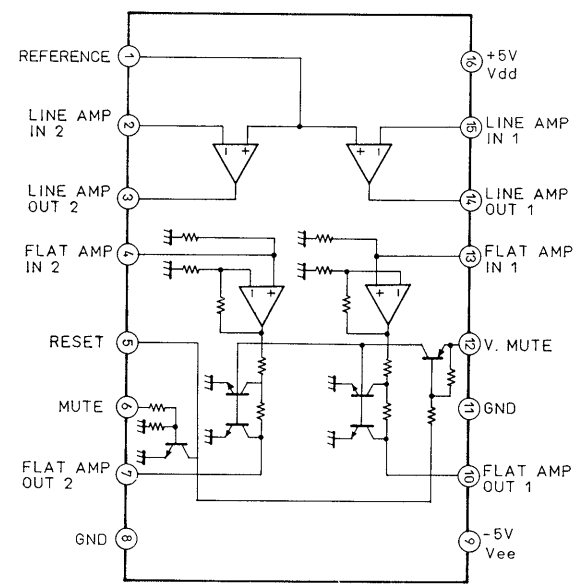 REFERENCE 1
16 +5V
Vdd
LINE AMP
IN 2
2
15 LINE AMP
IN 1
- +
+ -
LINE AMP
OUT 2
3
14 LINE AMP
OUT 1
FLAT AMP
IN 2
4
13 FLAT AMP
IN 1
- +
+ -
RESET 5
12 V. MUTE
MUTE 6
11 GND
FLAT AMP
OUT 2
7
10 FLAT AMP
OUT 1
GND 8
9 -5V
Vee